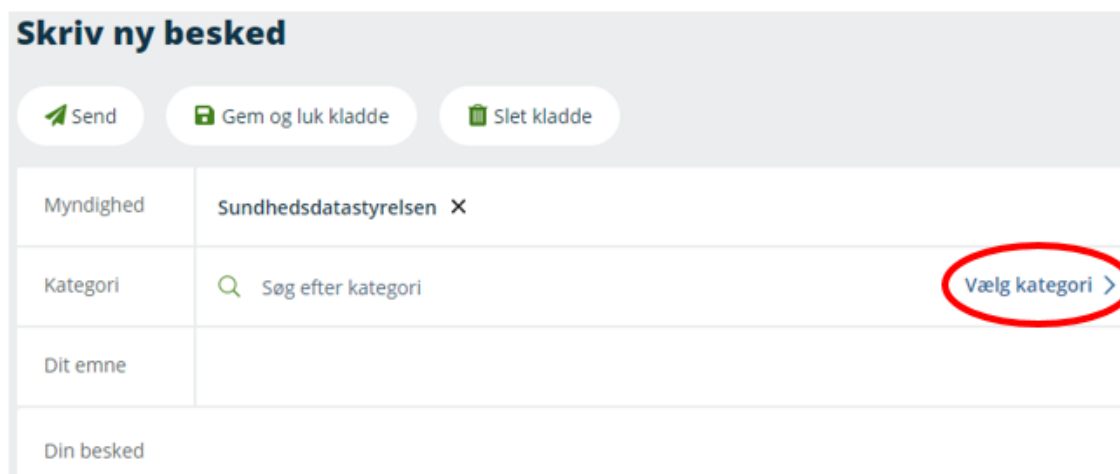 Skriv ny besked
Send Gem og luk kladde Slet kladde
Myndighed Sundhedsdatastyrelsen ×
Kategori Søg efter kategori Vælg kategori >
Dit emne
Din besked